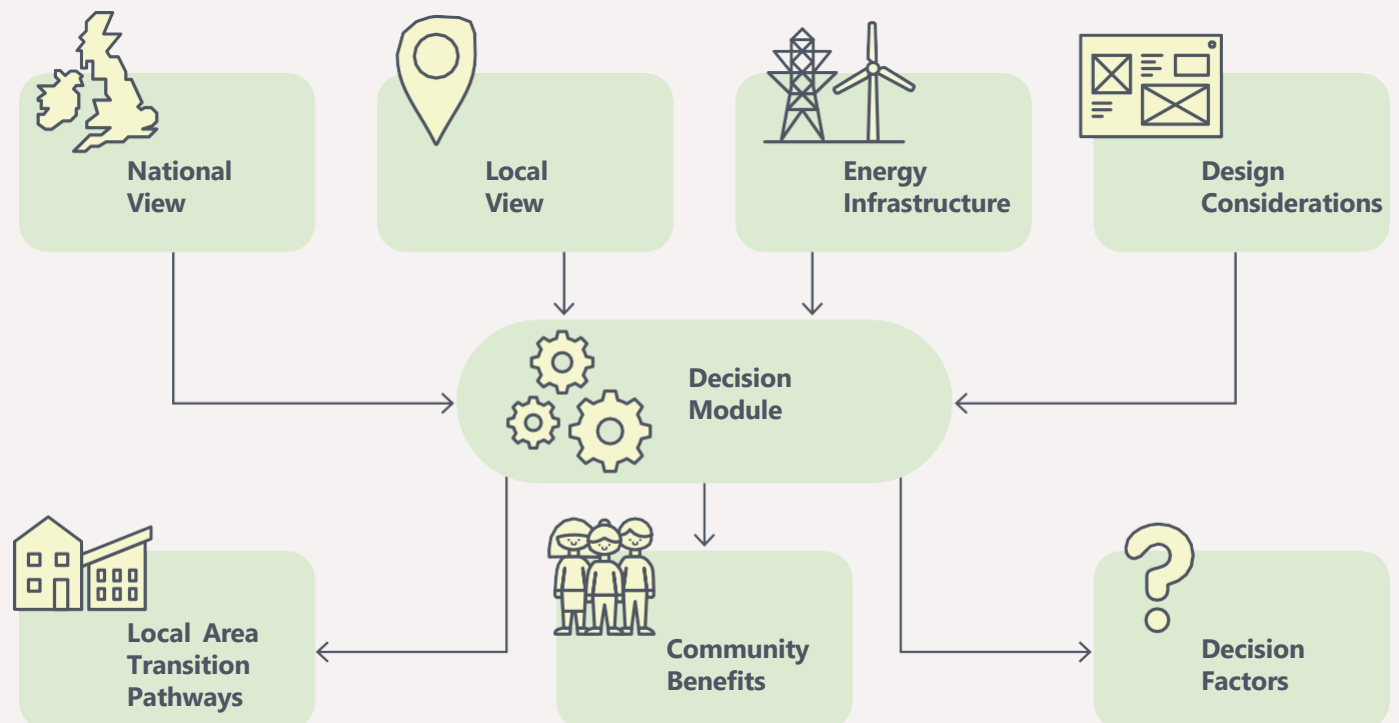 National
View
Local
View
Energy
Infrastructure
Design
Considerations
Decision
Module
Local Area
Transition
Pathways
Community
Benefits
Decision
Factors